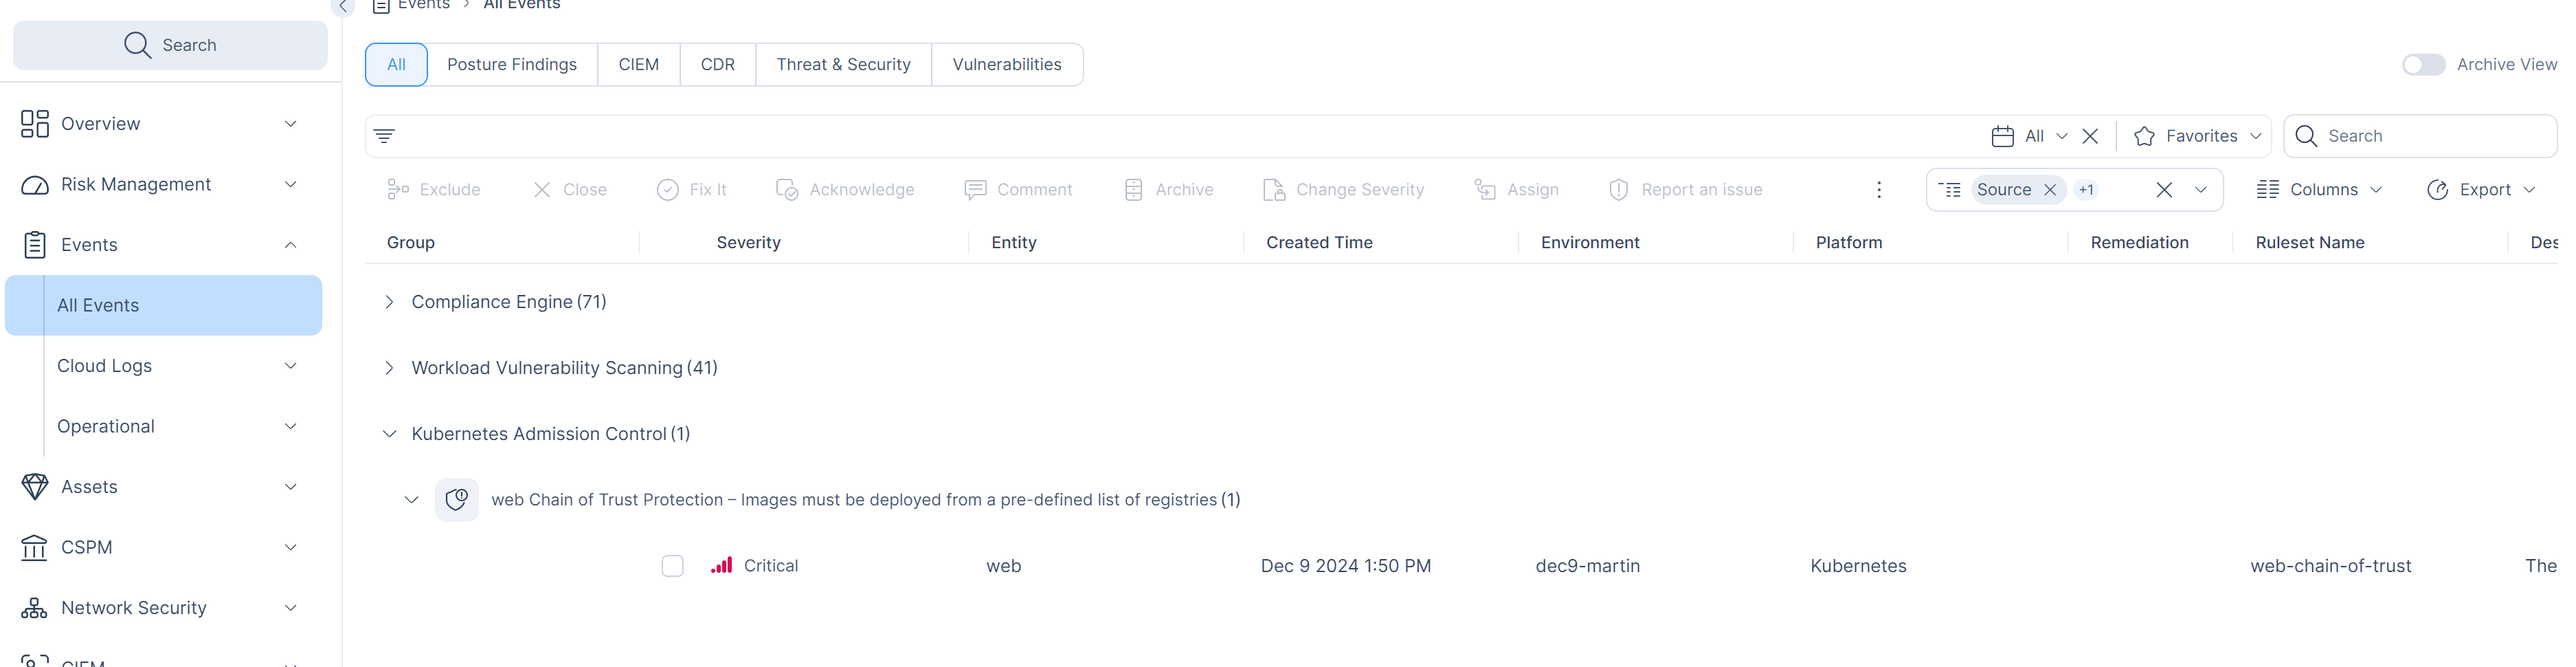 Events > All Events
Search
All Posture Findings CIEM CDR Threat & Security Vulnerabilities
Archive View
All Favorites Search
Exclude Close Fix It Acknowledge Comment Archive Change Severity Assign Report an issue Source +1 Columns Export
Group Severity Entity Created Time Environment Platform Remediation Ruleset Name Des
Compliance Engine (71)
Workload Vulnerability Scanning (41)
Kubernetes Admission Control (1)
web Chain of Trust Protection – Images must be deployed from a pre-defined list of registries (1)
Critical web Dec 9 2024 1:50 PM dec9-martin Kubernetes web-chain-of-trust The
Overview
Risk Management
Events
All Events
Cloud Logs
Operational
Assets
CSPM
Network Security
CIEM